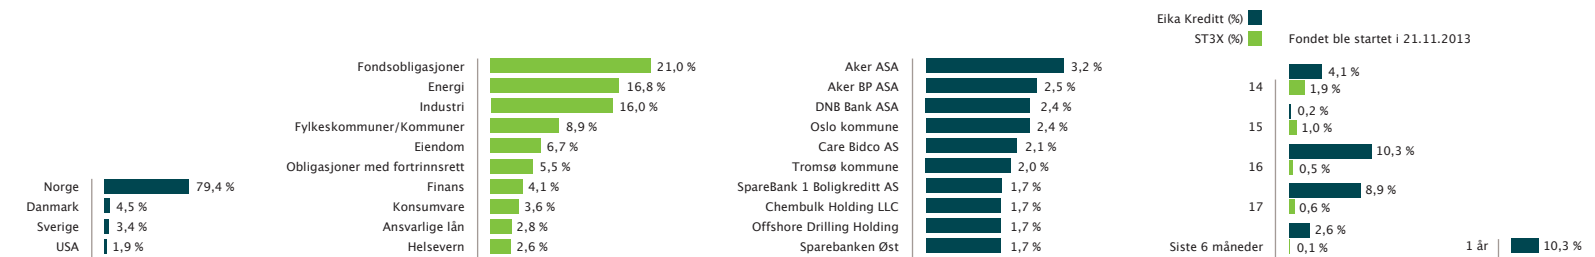 Eika Kreditt (%)
ST3X (%) Fondet ble startet i 21.11.2013
Norge 79,4 %
Danmark 4,5 %
Sverige 3,4 %
USA 1,9 %
Fondsobligasjoner 21,0 %
Energi 16,8 %
Industri 16,0 %
Fylkeskommuner/Kommuner 8,9 %
Eiendom 6,7 %
Obligasjoner med fortrinnsrett 5,5 %
Finans 4,1 %
Konsumvare 3,6 %
Ansvarlige lån 2,8 %
Helsevern 2,6 %
Aker ASA 3,2 %
Aker BP ASA 2,5 %
DNB Bank ASA 2,4 %
Oslo kommune 2,4 %
Care Bidco AS 2,1 %
Tromsø kommune 2,0 %
SpareBank 1 Boligkreditt AS 1,7 %
Chembulk Holding LLC 1,7 %
Offshore Drilling Holding 1,7 %
Sparebanken Øst 1,7 %
4,1 %
14 1,9 %
0,2 %
15 1,0 %
10,3 %
16 0,5 %
8,9 %
17 0,6 %
2,6 %
Siste 6 måneder 0,1 %
1 år 10,3 %